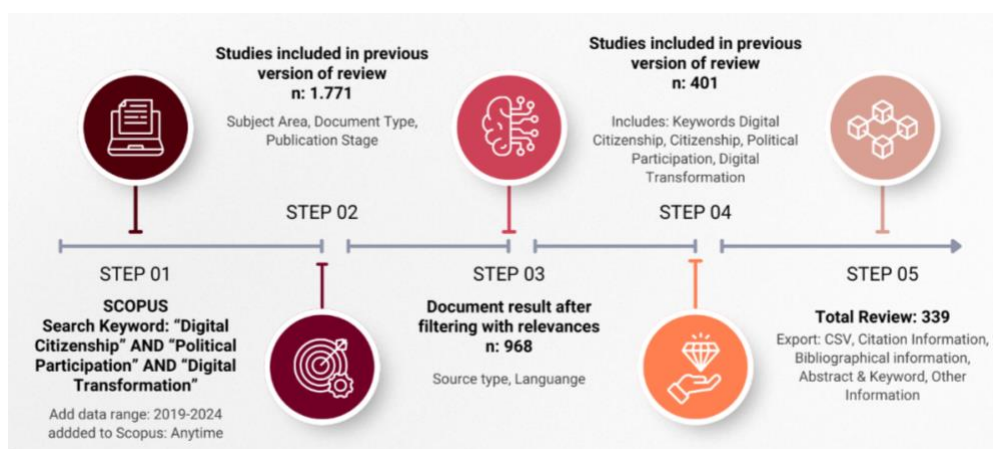 STEP 01
SCOPUS
Search Keyword: “Digital
Citizenship” AND “Political
Participation” AND “Digital
Transformation”
Add data range: 2019-2024
addded to Scopus: Anytime
Studies included in previous
version of review
n: 1.771
Subject Area, Document Type,
Publication Stage
STEP 02
STEP 03
Document result after
filtering with relevances
n: 968
Source type, Languange
Studies included in previous
version of review
n: 401
Includes: Keywords Digital
Citizenship, Citizenship, Political
Participation, Digital
Transformation
STEP 04
STEP 05
Total Review: 339
Export: CSV, Citation Information,
Bibliographical information,
Abstract & Keyword, Other
Information